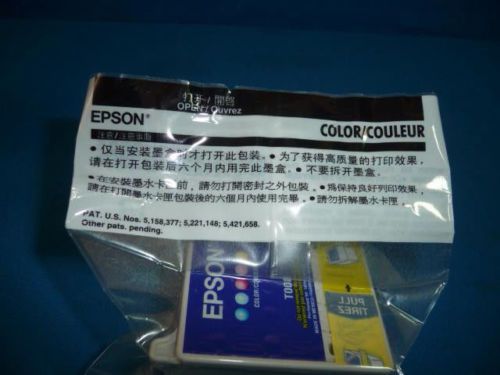 打开/開啓
OPEN/Ouvrez
EPSON®
COLOR/COULEUR
注意/注意事項
• 仅当安装墨盒时才打开此包装。 • 为了获得高质量的打印效果,
请在打开包装后六个月内用完此墨盒。 • 不要拆开墨盒。
• 在安裝墨水卡匣前，請勿打開密封之外包裝。 • 爲保持良好列印效果,
請在打開墨水卡匣包裝後的六個月內使用完畢。 • 請勿拆解墨水卡匣。
PAT. U.S. Nos. 5,158,377; 5,221,148; 5,421,658.
Other pats. pending.
EPSON
COLOR/CO
T00
PULL
TIREZ